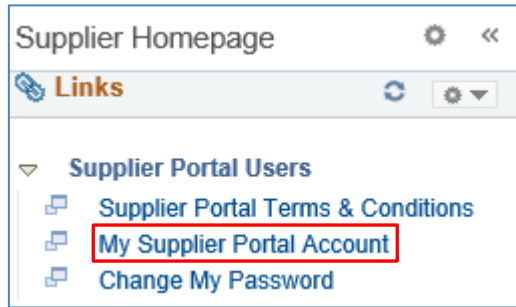 Supplier Homepage
Links
Supplier Portal Users
Supplier Portal Terms & Conditions
My Supplier Portal Account
Change My Password